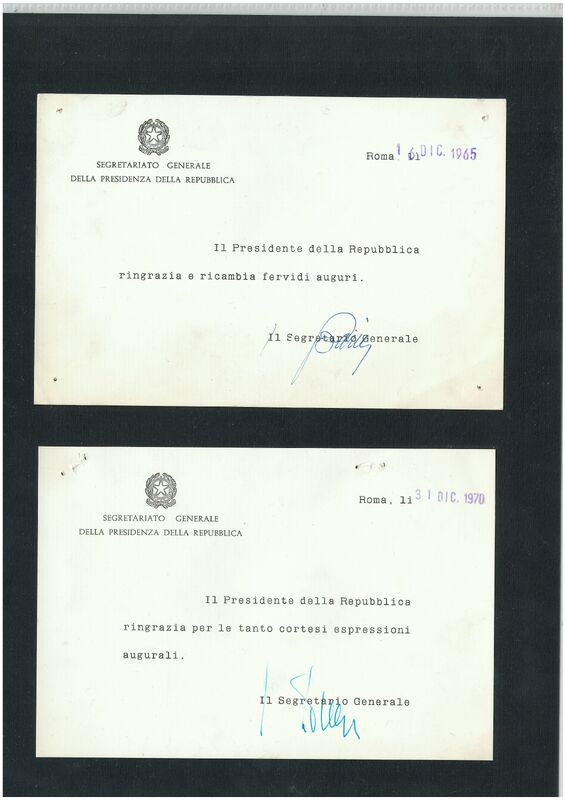 SEGRETARIATO GENERALE
DELLA PRESIDENZA DELLA REPUBBLICA
Roma, li 16 DIC. 1965
Il Presidente della Repubblica
ringrazia e ricambia fervidi auguri.
Il Segretario Generale
SEGRETARIATO GENERALE
DELLA PRESIDENZA DELLA REPUBBLICA
Roma, li 31 DIC. 1970
Il Presidente della Repubblica
ringrazia per le tanto cortesi espressioni
augurali.
Il Segretario Generale